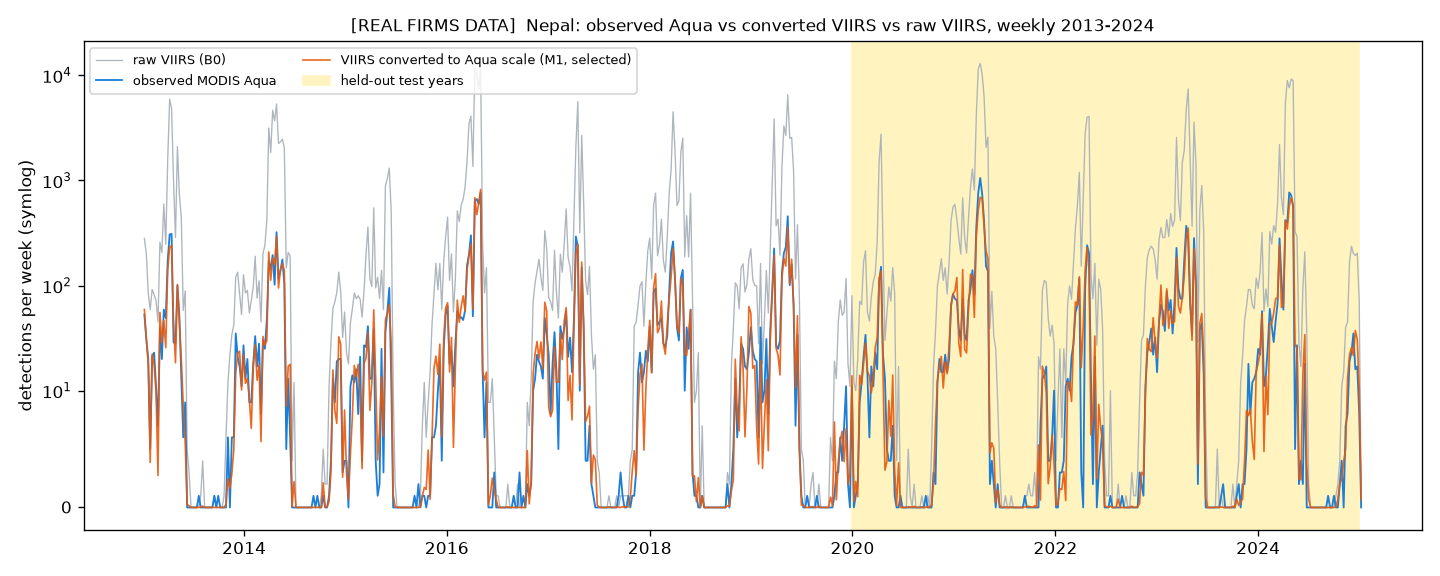 [REAL FIRMS DATA]  Nepal: observed Aqua vs converted VIIRS vs raw VIIRS, weekly 2013-2024
raw VIIRS (B0)
observed MODIS Aqua
VIIRS converted to Aqua scale (M1, selected)
held-out test years
detections per week (symlog)
10⁴
10³
10²
10¹
0
2014 2016 2018 2020 2022 2024